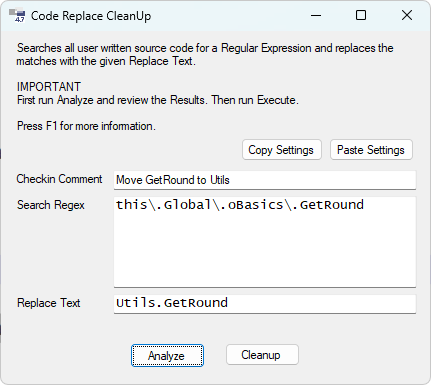 4.7 Code Replace CleanUp
Searches all user written source code for a Regular Expression and replaces the
matches with the given Replace Text.
IMPORTANT
First run Analyze and review the Results. Then run Execute.
Press F1 for more information.
Copy Settings Paste Settings
Checkin Comment Move GetRound to Utils
Search Regex this\.Global\.oBasics\.GetRound
Replace Text Utils.GetRound
Analyze Cleanup